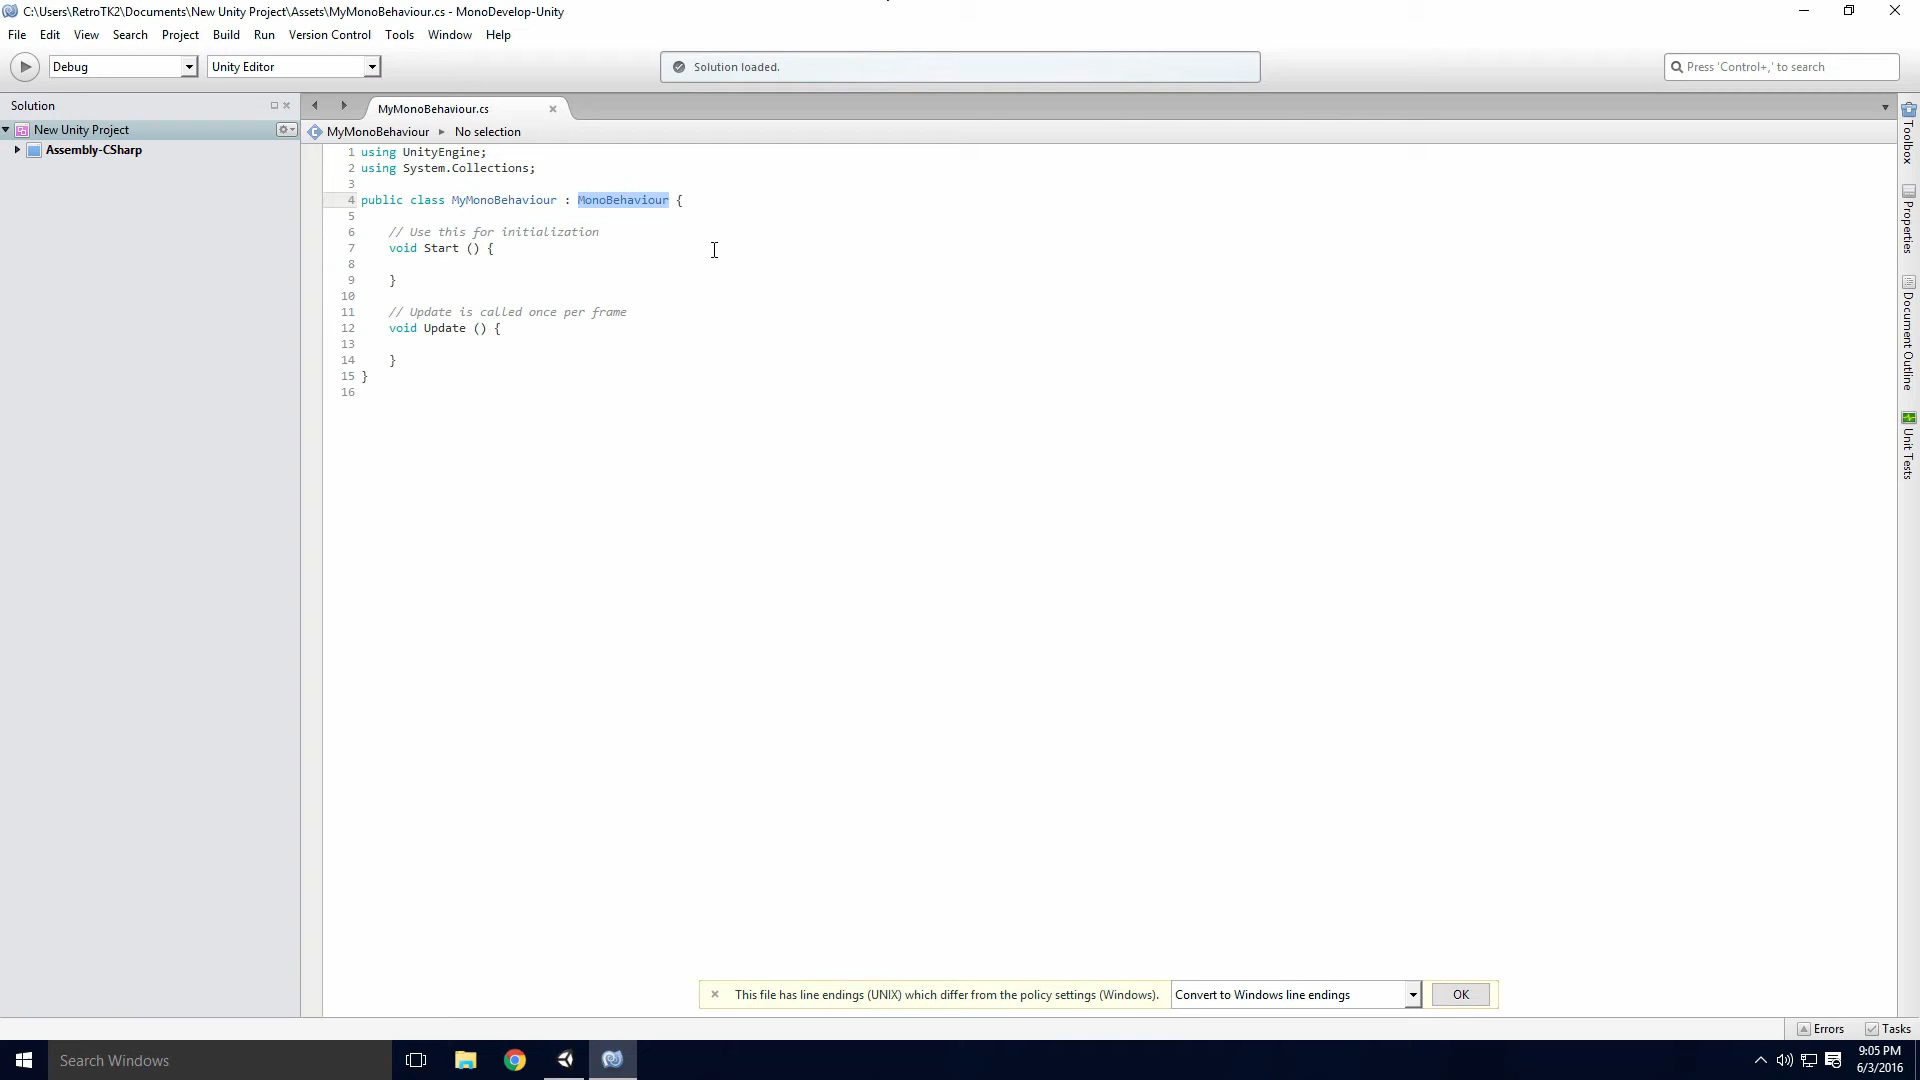 C:\Users\RetroTK2\Documents\New Unity Project\Assets\MyMonoBehaviour.cs - MonoDevelop-Unity
File Edit View Search Project Build Run Version Control Tools Window Help
Debug Unity Editor Solution loaded. Press 'Control+,' to search
Solution MyMonoBehaviour.cs
New Unity Project MyMonoBehaviour No selection
Assembly-CSharp
1 using UnityEngine;
2 using System.Collections;
3
4 public class MyMonoBehaviour : MonoBehaviour {
5
6 // Use this for initialization
7 void Start () {
8
9 }
10
11 // Update is called once per frame
12 void Update () {
13
14 }
15 }
16
Toolbox
Properties
Document Outline
Unit Tests
This file has line endings (UNIX) which differ from the policy settings (Windows). Convert to Windows line endings OK
Errors Tasks
Search Windows
9:05 PM
6/3/2016